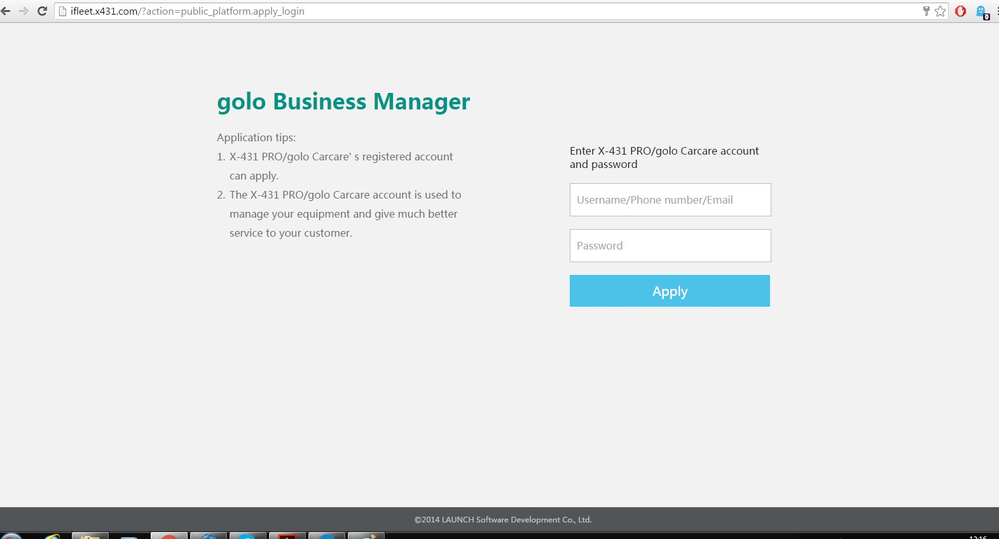 ifleet.x431.com/?action=public_platform.apply_login
0
golo Business Manager
Application tips:
1. X-431 PRO/golo Carcare' s registered account
can apply.
2. The X-431 PRO/golo Carcare account is used to
manage your equipment and give much better
service to your customer.
Enter X-431 PRO/golo Carcare account
and password
Username/Phone number/Email
Password
Apply
©2014 LAUNCH Software Development Co., Ltd.